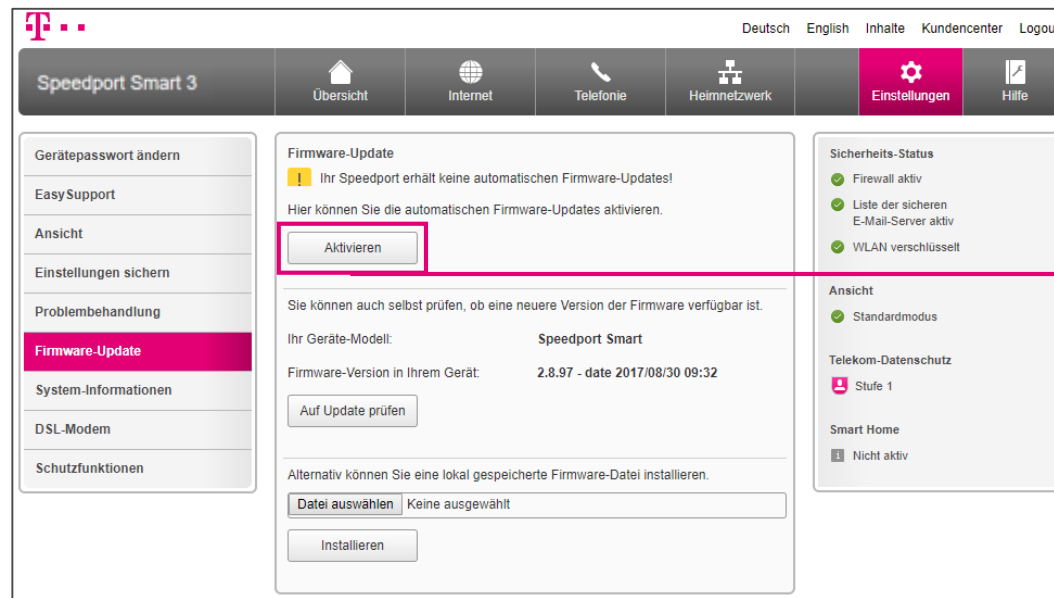 T
Deutsch English Inhalte Kundencenter Logou
Speedport Smart 3
Übersicht Internet Telefonie Heimnetzwerk Einstellungen Hilfe
Gerätepasswort ändern
EasySupport
Ansicht
Einstellungen sichern
Problembehandlung
Firmware-Update
System-Informationen
DSL-Modem
Schutzfunktionen
Firmware-Update
! Ihr Speedport erhält keine automatischen Firmware-Updates!
Hier können Sie die automatischen Firmware-Updates aktivieren.
Aktivieren
Sie können auch selbst prüfen, ob eine neuere Version der Firmware verfügbar ist.
Ihr Geräte-Modell: Speedport Smart
Firmware-Version in Ihrem Gerät: 2.8.97 - date 2017/08/30 09:32
Auf Update prüfen
Alternativ können Sie eine lokal gespeicherte Firmware-Datei installieren.
Datei auswählen Keine ausgewählt
Installieren
Sicherheits-Status
Firewall aktiv
Liste der sicheren
E-Mail-Server aktiv
WLAN verschlüsselt
Ansicht
Standardmodus
Telekom-Datenschutz
Stufe 1
Smart Home
i Nicht aktiv